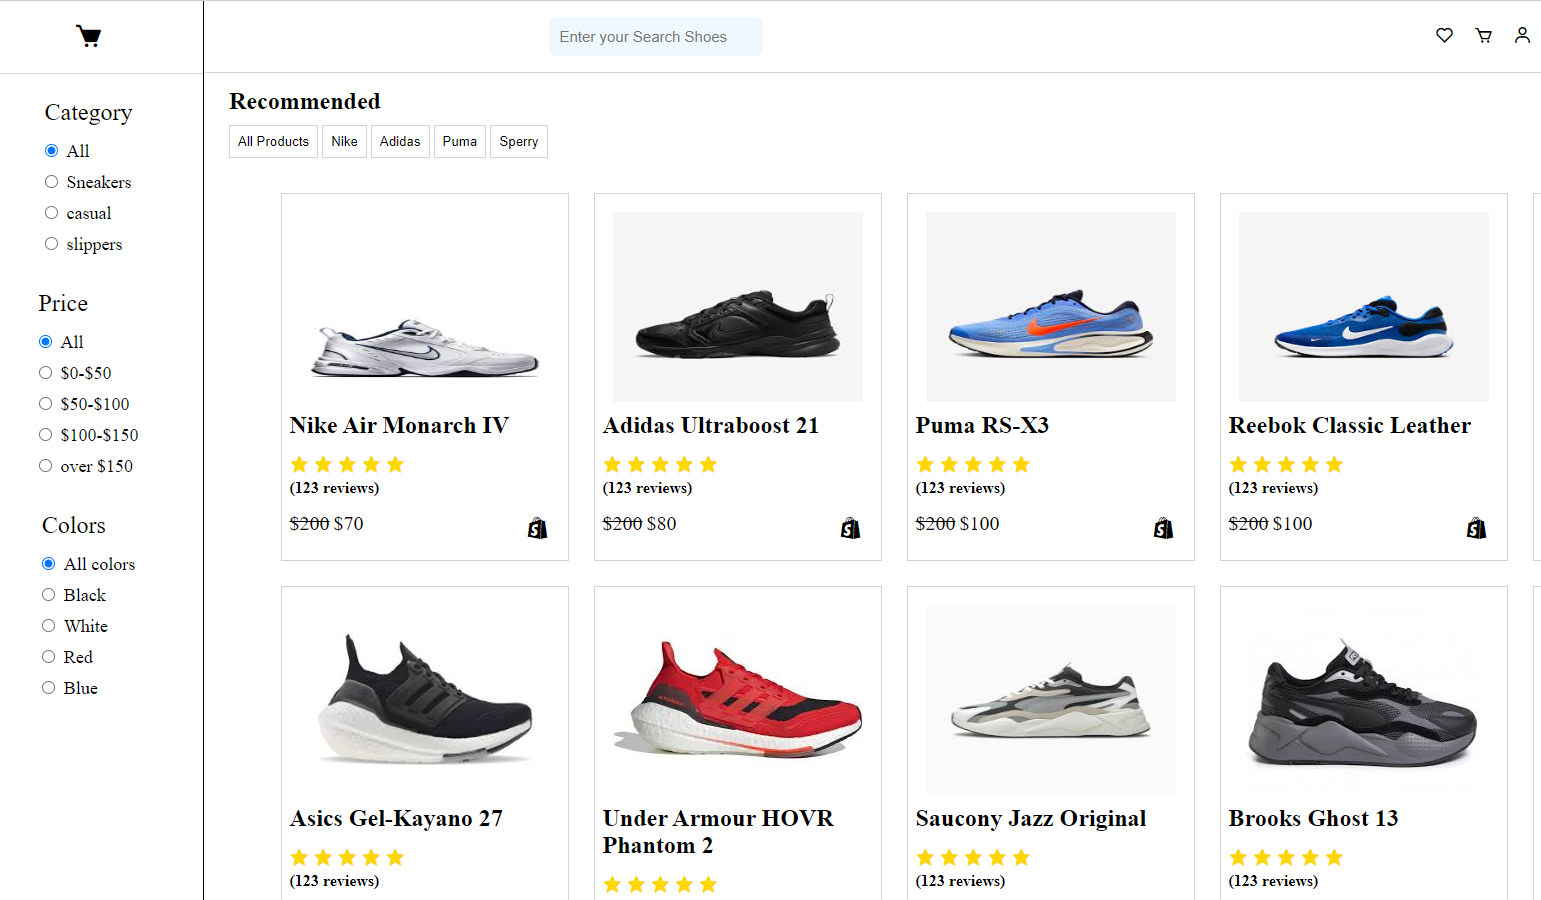 Enter your Search Shoes
Category
All
Sneakers
casual
slippers
Price
All
$0-$50
$50-$100
$100-$150
over $150
Colors
All colors
Black
White
Red
Blue
Recommended
All Products Nike Adidas Puma Sperry
Nike Air Monarch IV
(123 reviews)
$200 $70
Adidas Ultraboost 21
(123 reviews)
$200 $80
Puma RS-X3
(123 reviews)
$200 $100
Reebok Classic Leather
(123 reviews)
$200 $100
Asics Gel-Kayano 27
(123 reviews)
Under Armour HOVR
Phantom 2
Saucony Jazz Original
(123 reviews)
Brooks Ghost 13
(123 reviews)